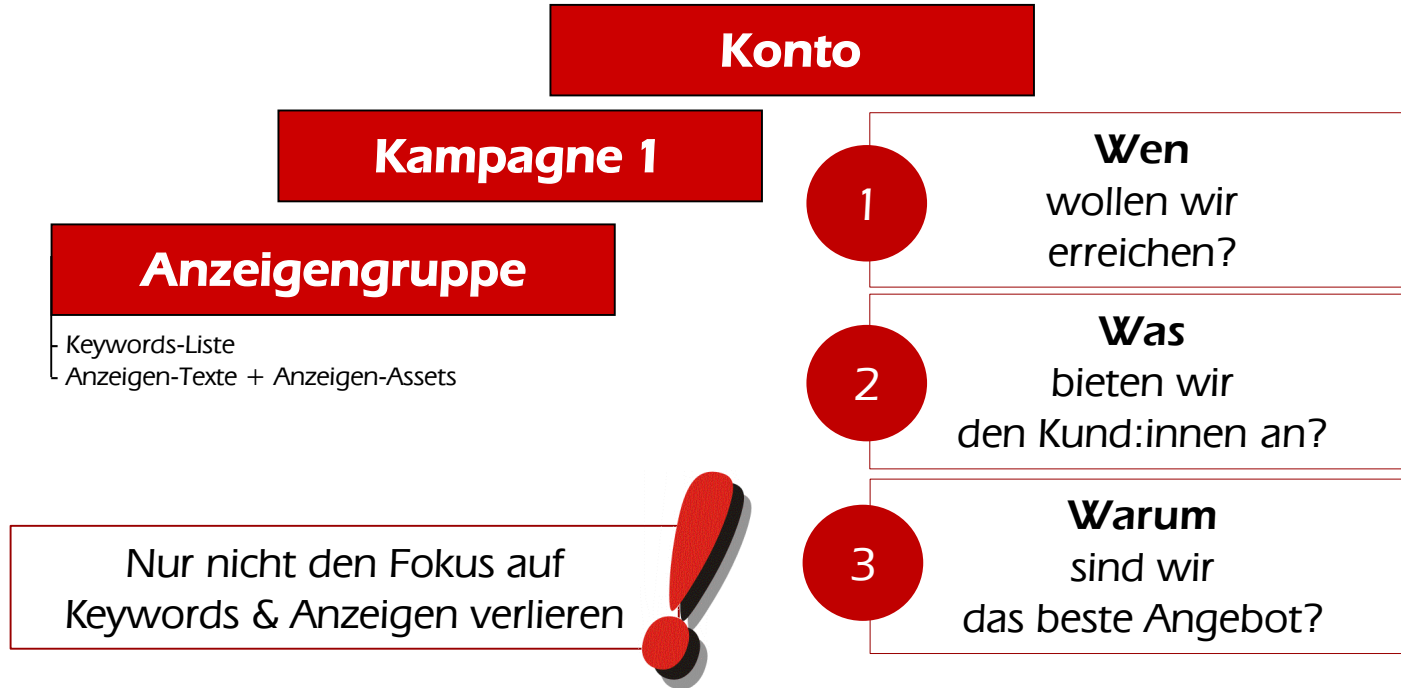 Konto
Kampagne 1
Anzeigengruppe
- Keywords-Liste
- Anzeigen-Texte + Anzeigen-Assets
Nur nicht den Fokus auf
Keywords & Anzeigen verlieren
1
Wen
wollen wir
erreichen?
2
Was
bieten wir
den Kund:innen an?
3
Warum
sind wir
das beste Angebot?